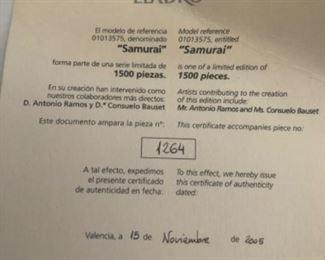 LLADRÓ
El modelo de referencia
01013575, denominado
"Samurai"
forma parte de una serie limitada de
1500 piezas.
En su creación han intervenido como
nuestros colaboradores más directos:
D. Antonio Ramos y D.ª Consuelo Bauset
Este documento ampara la pieza nº:
Model reference
01013575, entitled
"Samurai"
is one of a limited edition of
1500 pieces.
Artists contributing to the creation
of this edition include:
Mr. Antonio Ramos and Ms. Consuelo Bauset
This certificate accompanies piece no:
1264
A tal efecto, expedimos
el presente certificado
de autenticidad en fecha:
To this effect, we hereby issue
this certificate of authenticity
dated:
Valencia, a 15 de Noviembre de 2005